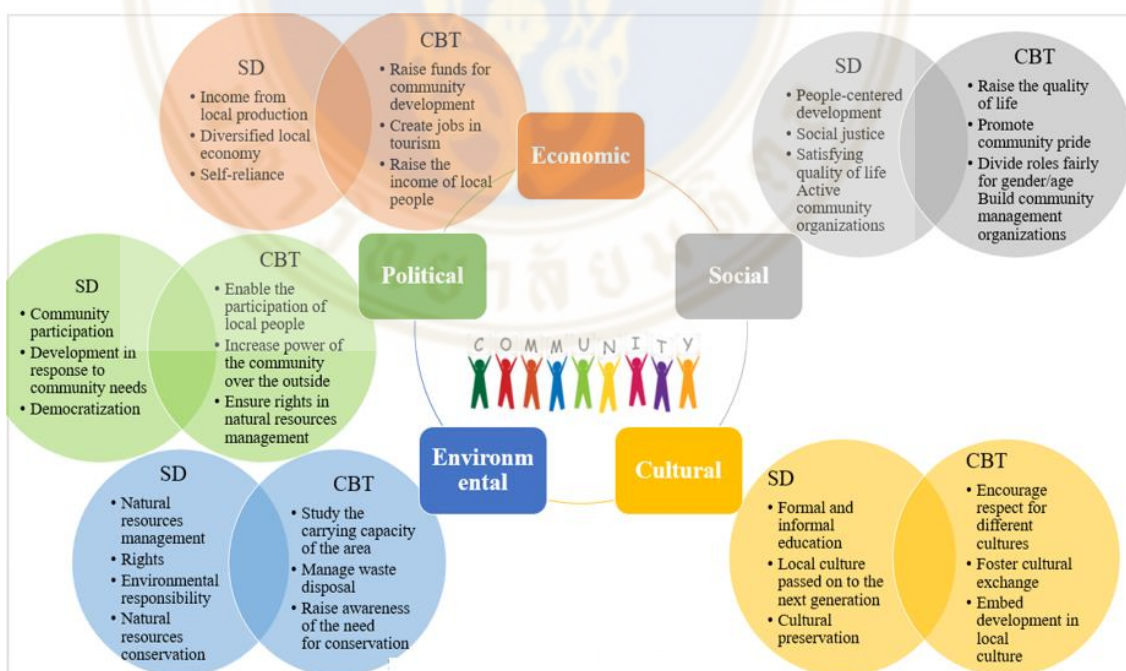 SD
• Income from
local production
• Diversified local
economy
• Self-reliance
CBT
• Raise funds for
community
development
• Create jobs in
tourism
• Raise the
income of local
people
Economic
SD
• People-centered
development
• Social justice
• Satisfying
quality of life
Active
community
organizations
CBT
• Raise the quality
of life
• Promote
community pride
• Divide roles fairly
for gender/age
Build community
management
organizations
Political
Social
SD
• Community
participation
• Development in
response to
community needs
• Democratization
CBT
• Enable the
participation of
local people
• Increase power of
the community
over the outside
• Ensure rights in
natural resources
management
COMMUNITY
Environm
ental
Cultural
SD
• Natural
resources
management
• Rights
• Environmental
responsibility
• Natural
resources
conservation
CBT
• Study the
carrying capacity
of the area
• Manage waste
disposal
• Raise awareness
of the need
for conservation
SD
• Formal and
informal
education
• Local culture
passed on to the
next generation
• Cultural
preservation
CBT
• Encourage
respect for
different
cultures
• Foster cultural
exchange
• Embed
development in
local
culture